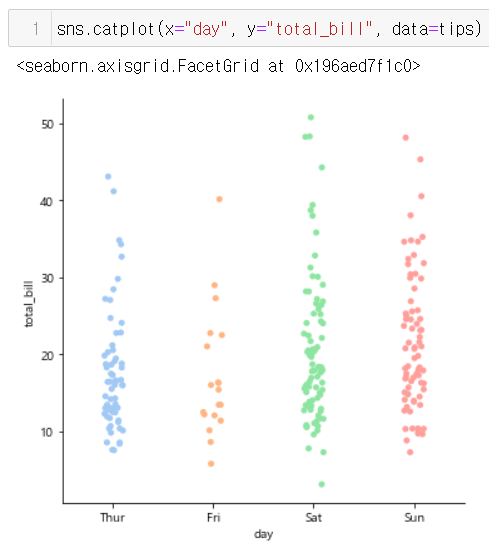 1 sns.catplot(x="day", y="total_bill", data=tips)
<seaborn.axisgrid.FacetGrid at 0x196aed7f1c0>
50
40
30
20
10
total_bill
Thur Fri Sat Sun
day